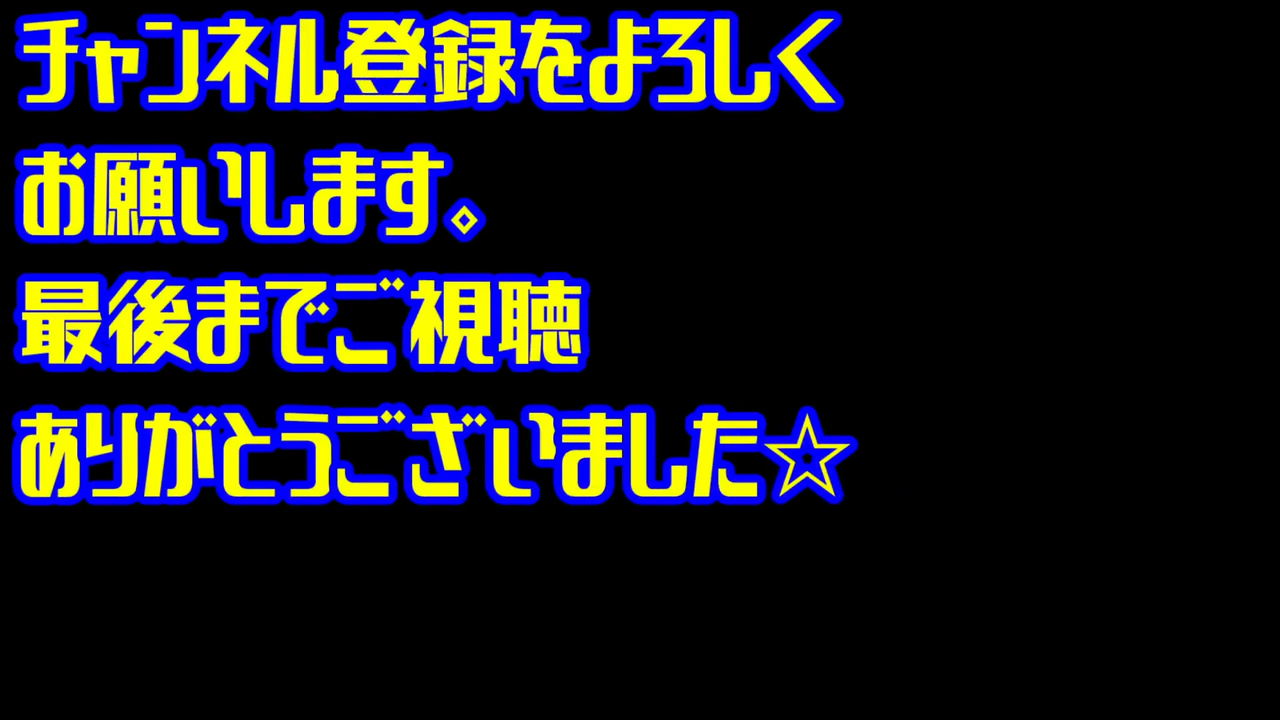 チャンネル登録をよろしく
お願いします。
最後までご視聴
ありがとうございました☆